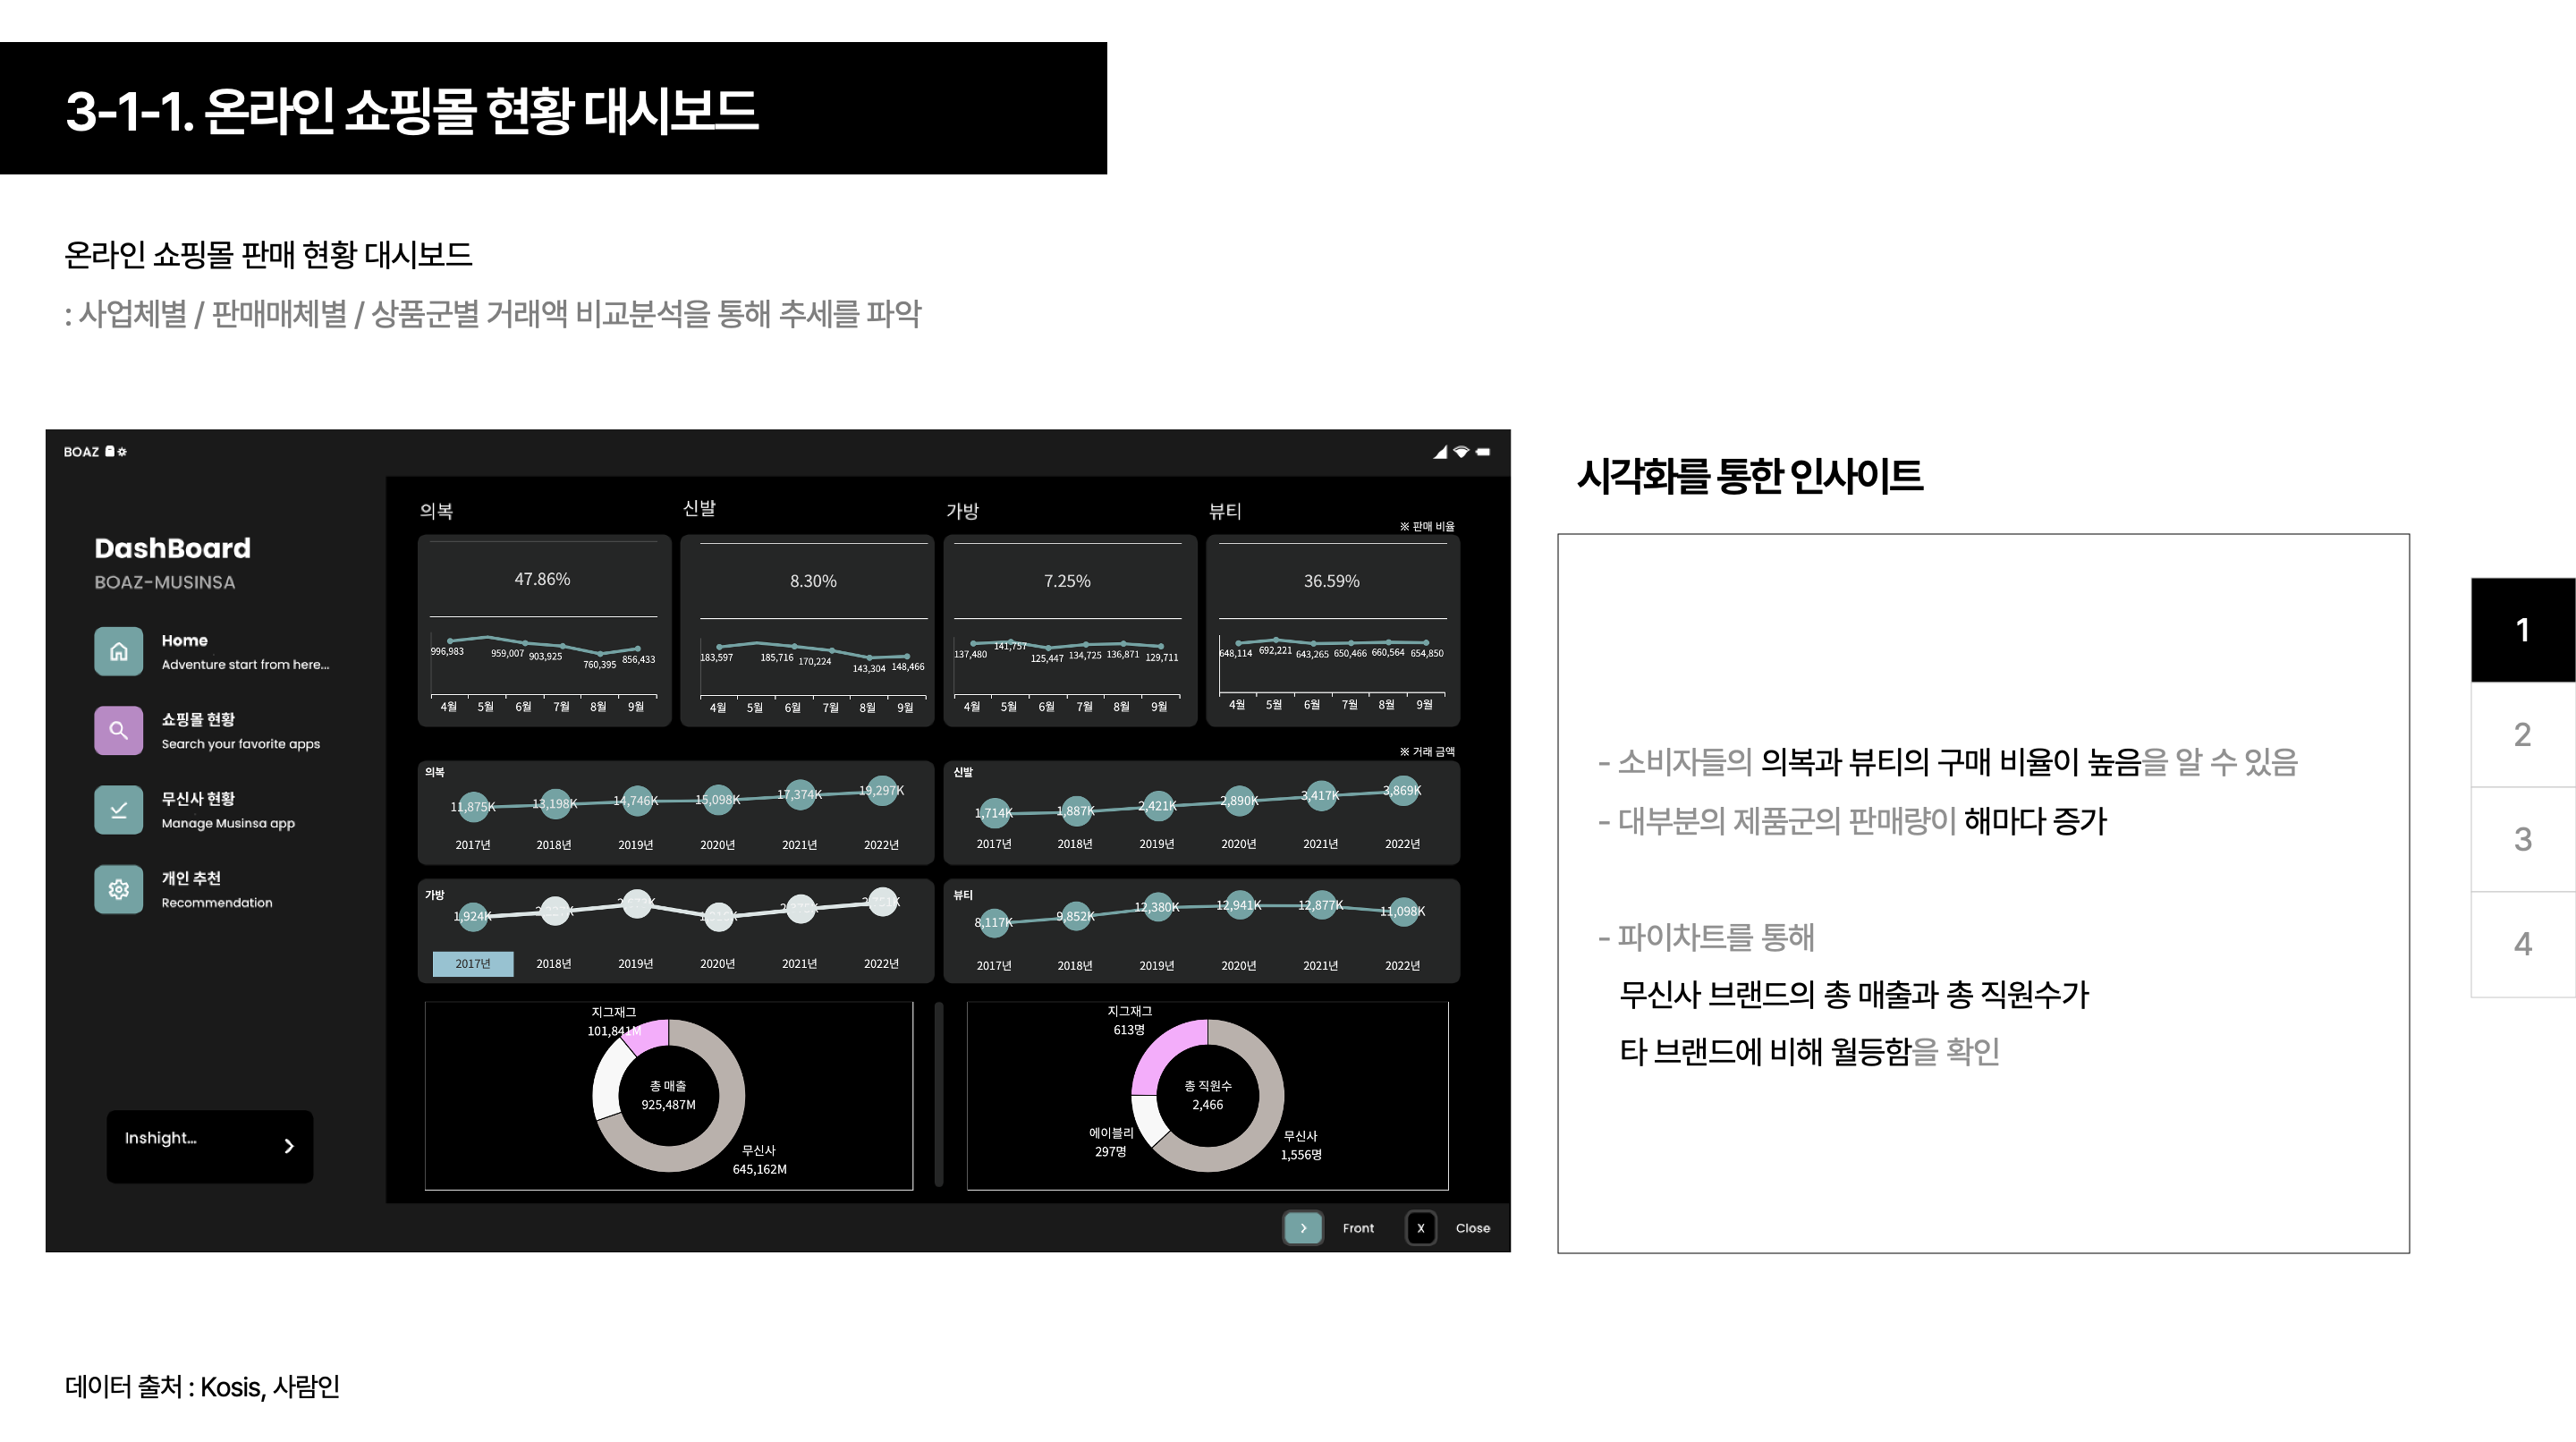 3-1-1. 온라인 쇼핑몰 현황 대시보드
온라인 쇼핑몰 판매 현황 대시보드
: 사업체별 / 판매매체별 / 상품군별 거래액 비교분석을 통해 추세를 파악
BOAZ
DashBoard
BOAZ-MUSINSA
Home
Adventure start from here...
쇼핑몰 현황
Search your favorite apps
무신사 현황
Manage Musinsa app
개인 추천
Recommendation
Inshight...
의복 신발 가방 뷰티
※ 판매 비율
47.86% 8.30% 7.25% 36.59%
996,983 959,007 903,925 760,395 856,433
4월 5월 6월 7월 8월 9월
183,597 185,716 170,224 143,304 148,466
4월 5월 6월 7월 8월 9월
137,480 141,757 125,447 134,725 136,871 129,711
4월 5월 6월 7월 8월 9월
648,114 692,221 643,265 650,466 660,564 654,850
4월 5월 6월 7월 8월 9월
※ 거래 금액
의복
11,875K 13,198K 14,746K 15,098K 17,374K 19,297K
2017년 2018년 2019년 2020년 2021년 2022년
신발
1,714K 1,887K 2,421K 2,890K 3,417K 3,869K
2017년 2018년 2019년 2020년 2021년 2022년
가방
1,924K
2017년 2018년 2019년 2020년 2021년 2022년
뷰티
8,117K 9,852K 12,380K 12,941K 12,877K 11,098K
2017년 2018년 2019년 2020년 2021년 2022년
지그재그
101,841M
총 매출
925,487M
무신사
645,162M
지그재그
613명
총 직원수
2,466
에이블리
297명
무신사
1,556명
Front X Close
시각화를 통한 인사이트
- 소비자들의 의복과 뷰티의 구매 비율이 높음을 알 수 있음
- 대부분의 제품군의 판매량이 해마다 증가
- 파이차트를 통해
무신사 브랜드의 총 매출과 총 직원수가
타 브랜드에 비해 월등함을 확인
1
2
3
4
데이터 출처 : Kosis, 사람인